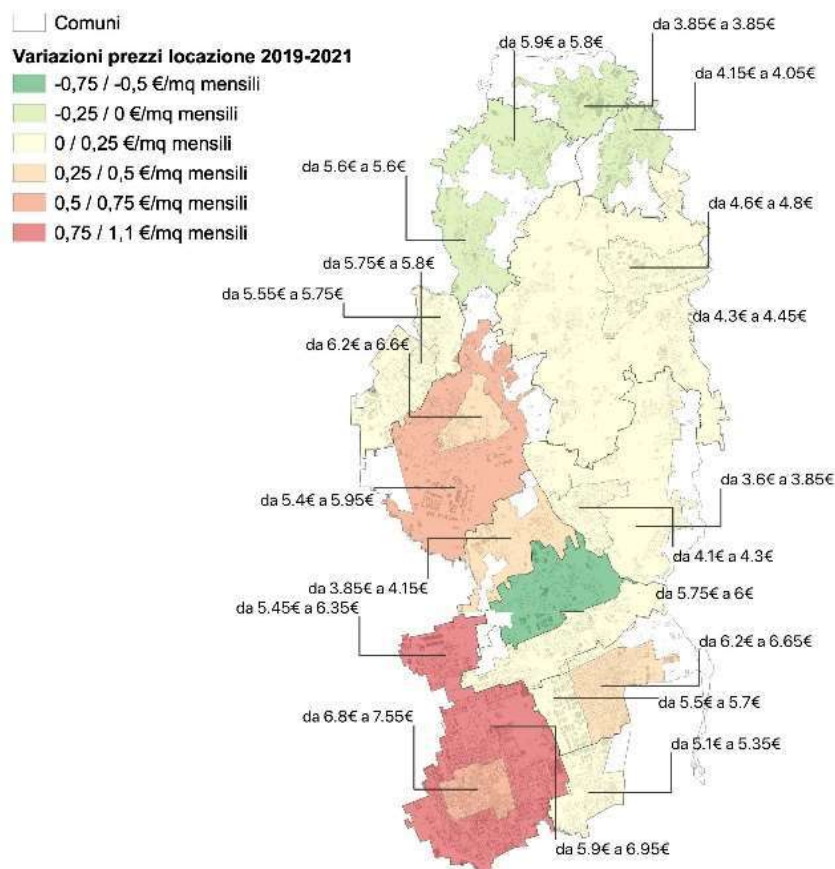 Comuni
Variazioni prezzi locazione 2019-2021
-0,75 / -0,5 €/mq mensili
-0,25 / 0 €/mq mensili
0 / 0,25 €/mq mensili
0,25 / 0,5 €/mq mensili
0,5 / 0,75 €/mq mensili
0,75 / 1,1 €/mq mensili
da 3.85€ a 3.85€
da 5.9€ a 5.8€
da 4.15€ a 4.05€
da 5.6€ a 5.6€
da 4.6€ a 4.8€
da 5.75€ a 5.8€
da 5.55€ a 5.75€
da 4.3€ a 4.45€
da 6.2€ a 6.6€
da 3.6€ a 3.85€
da 5.4€ a 5.95€
da 4.1€ a 4.3€
da 3.85€ a 4.15€
da 5.75€ a 6€
da 5.45€ a 6.35€
da 6.2€ a 6.65€
da 5.5€ a 5.7€
da 6.8€ a 7.55€
da 5.1€ a 5.35€
da 5.9€ a 6.95€